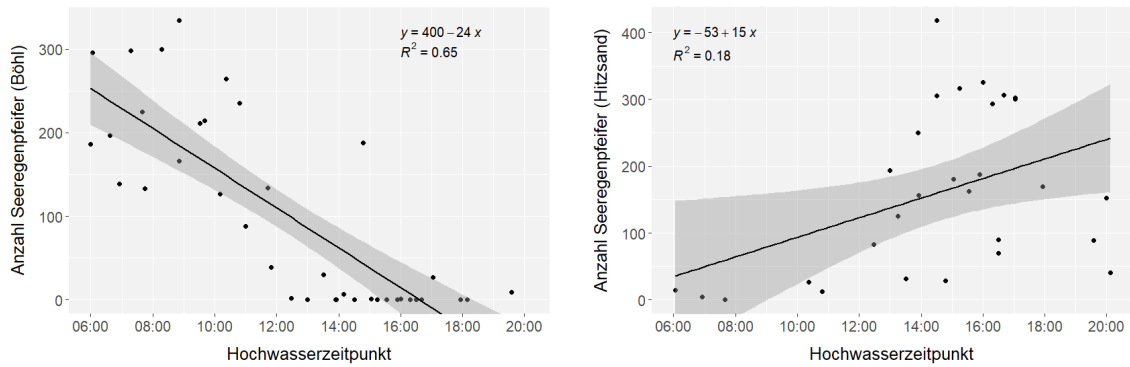 Anzahl Seeregenpfeifer (Böhl)
300
200
100
0
y = 400 − 24 x
R² = 0.65
06:00 08:00 10:00 12:00 14:00 16:00 18:00 20:00
Hochwasserzeitpunkt
Anzahl Seeregenpfeifer (Hitzsand)
400
300
200
100
0
y = −53 + 15 x
R² = 0.18
06:00 08:00 10:00 12:00 14:00 16:00 18:00 20:00
Hochwasserzeitpunkt